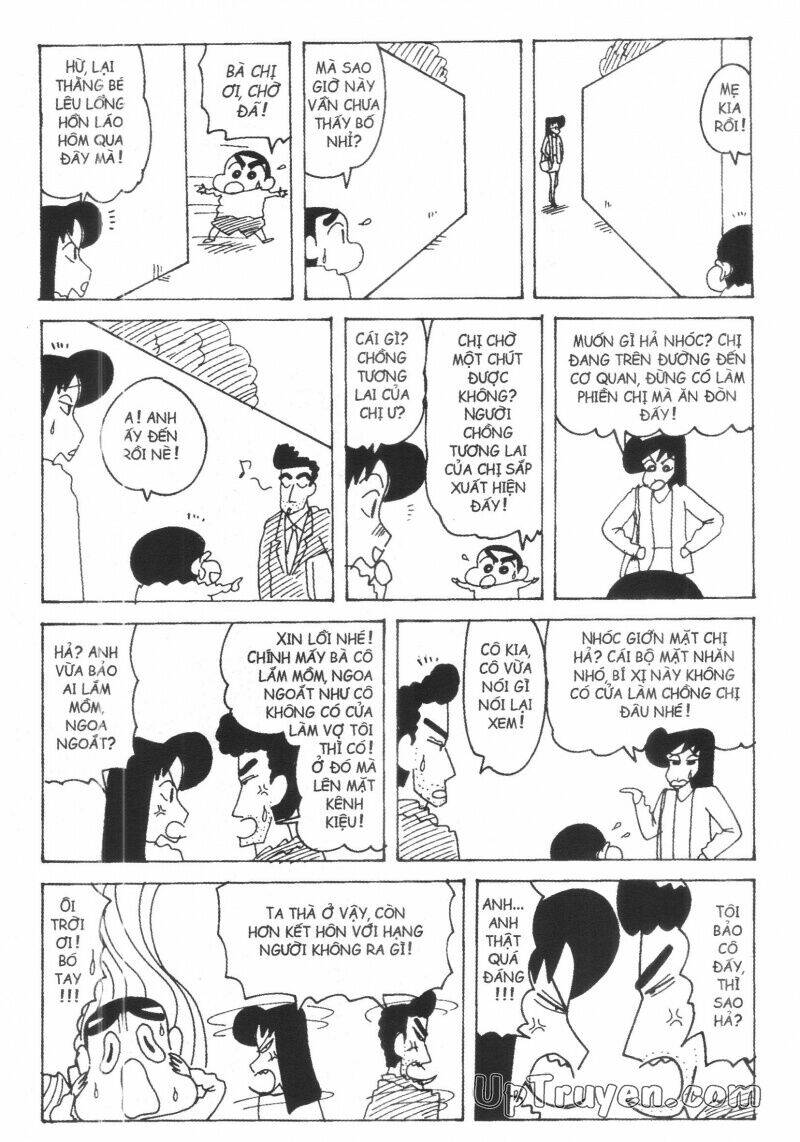 MẸ
KIA
RỒI!
MÀ SAO
GIỜ NÀY
VẪN CHƯA
THẤY BỐ
NHỈ?
BÀ CHỊ
ƠI, CHỜ
ĐÃ!
HỪ, LẠI
THẰNG BÉ
LÊU LỔNG
HỖN LÁO
HÔM QUA
ĐÂY MÀ!
MUỐN GÌ HẢ NHÓC? CHỊ
ĐANG TRÊN ĐƯỜNG ĐẾN
CƠ QUAN, ĐỪNG CÓ LÀM
PHIỀN CHỊ MÀ ĂN ĐÒN
ĐẤY!
CHỊ CHỜ
MỘT CHÚT
ĐƯỢC
KHÔNG?
NGƯỜI
CHỒNG
TƯƠNG LAI
CỦA CHỊ SẮP
XUẤT HIỆN
ĐẤY!
CÁI GÌ?
CHỒNG
TƯƠNG
LAI CỦA
CHỊ Ư?
A! ANH
ẤY ĐẾN
RỒI NÈ!
NHÓC GIỠN MẶT CHỊ
HẢ? CÁI BỘ MẶT NHĂN
NHÓ, BÍ XỊ NÀY KHÔNG
CÓ CỬA LÀM CHỒNG CHỊ
ĐÂU NHÉ!
CÔ KIA,
CÔ VỪA
NÓI GÌ
NÓI LẠI
XEM!
XIN LỖI NHÉ!
CHÍNH MẤY BÀ CÔ
LẮM MỒM, NGOA
NGOẮT NHƯ CÔ
KHÔNG CÓ CỬA
LÀM VỢ TÔI
THÌ CÓ!
Ở ĐÓ MÀ
LÊN MẶT
KÊNH
KIỆU!
HẢ? ANH
VỪA BẢO
AI LẮM
MỒM,
NGOA
NGOẮT?
TÔI
BẢO
CÔ
ĐẤY,
THÌ
SAO
HẢ?
ANH...
ANH
THẬT
QUÁ
ĐÁNG
!!!
TA THÀ Ở VẬY, CÒN
HƠN KẾT HÔN VỚI HẠNG
NGƯỜI KHÔNG RA GÌ!
ÔI
TRỜI
ƠI!
BÓ
TAY
!!!
UpTruyen.com